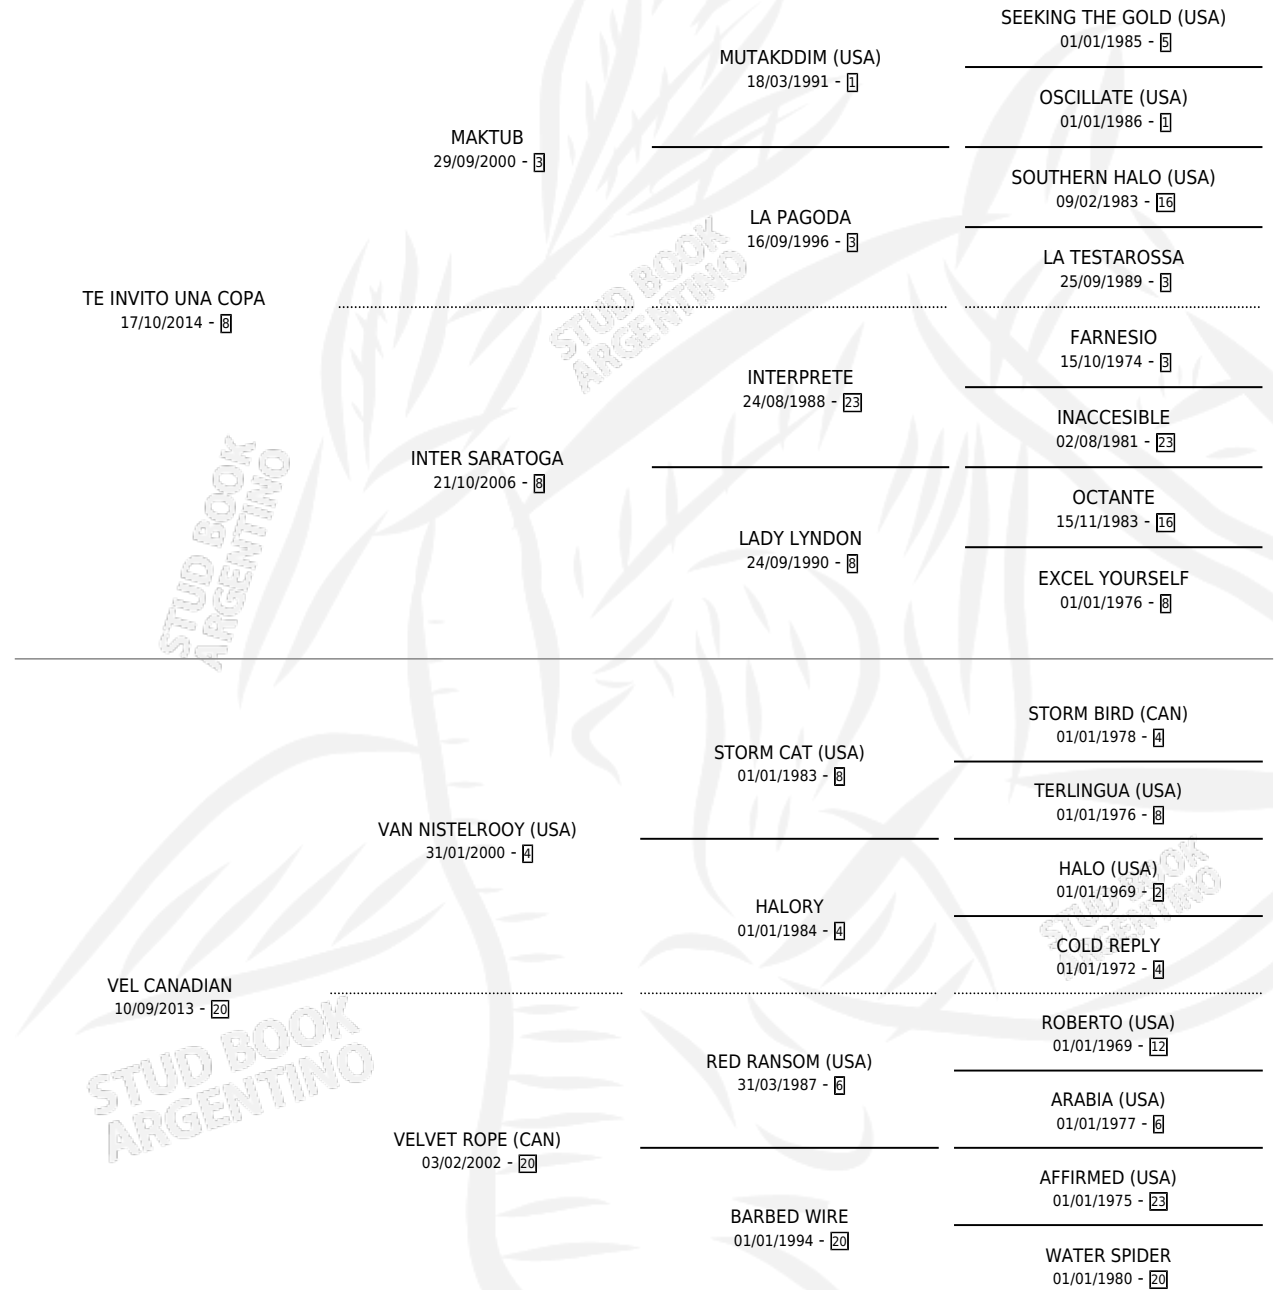 SEEKING THE GOLD (USA)
01/01/1985 - 5
MUTAKDDIM (USA)
18/03/1991 - 1
OSCILLATE (USA)
01/01/1986 - 1
MAKTUB
29/09/2000 - 3
SOUTHERN HALO (USA)
09/02/1983 - 16
LA PAGODA
16/09/1996 - 3
LA TESTAROSSA
25/09/1989 - 3
TE INVITO UNA COPA
17/10/2014 - 8
FARNESIO
15/10/1974 - 3
INTERPRETE
24/08/1988 - 23
INACCESIBLE
02/08/1981 - 23
INTER SARATOGA
21/10/2006 - 8
OCTANTE
15/11/1983 - 16
LADY LYNDON
24/09/1990 - 8
EXCEL YOURSELF
01/01/1976 - 8
STORM BIRD (CAN)
01/01/1978 - 4
STORM CAT (USA)
01/01/1983 - 8
TERLINGUA (USA)
01/01/1976 - 8
VAN NISTELROOY (USA)
31/01/2000 - 4
HALO (USA)
01/01/1969 - 2
HALORY
01/01/1984 - 4
COLD REPLY
01/01/1972 - 4
VEL CANADIAN
10/09/2013 - 20
ROBERTO (USA)
01/01/1969 - 12
RED RANSOM (USA)
31/03/1987 - 6
ARABIA (USA)
01/01/1977 - 6
VELVET ROPE (CAN)
03/02/2002 - 20
AFFIRMED (USA)
01/01/1975 - 23
BARBED WIRE
01/01/1994 - 20
WATER SPIDER
01/01/1980 - 20
STUD BOOK
ARGENTINO
STUD BOOK
ARGENTINO
STUD BOOK
ARGENTINO
STUD BOOK
ARGENTINO